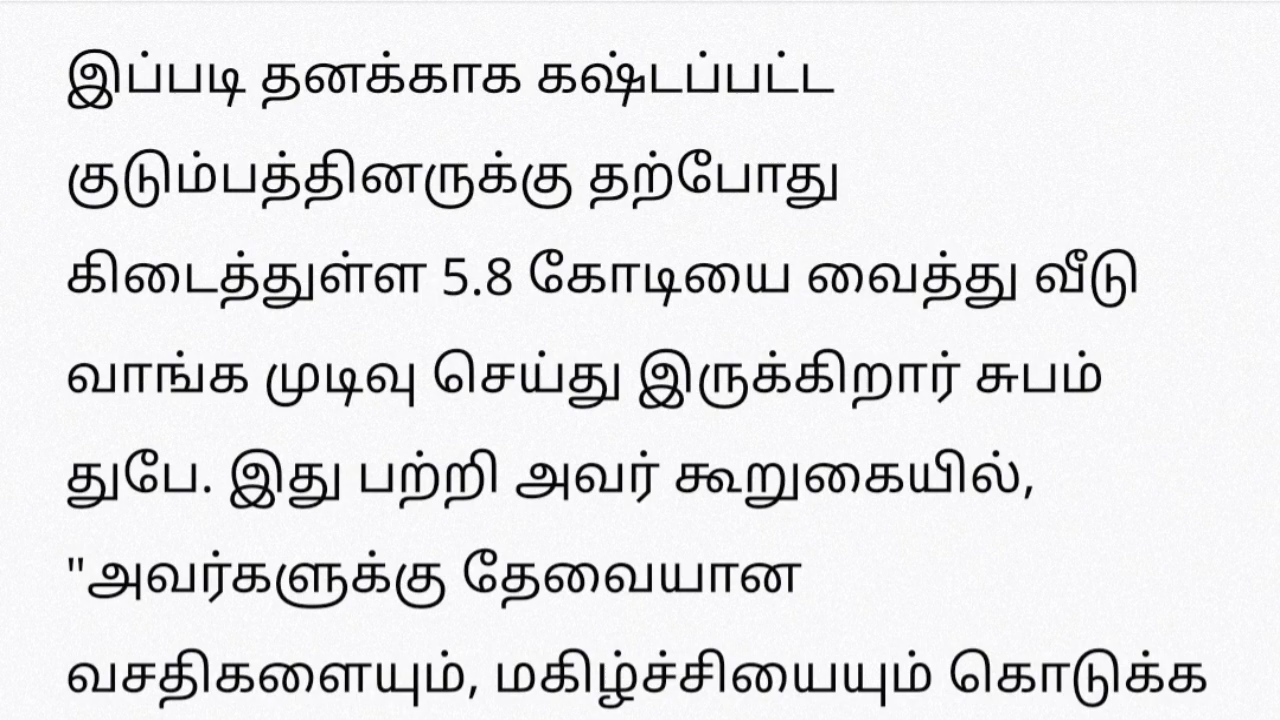 இப்படி தனக்காக கஷ்டப்பட்ட
குடும்பத்தினருக்கு தற்போது
கிடைத்துள்ள 5.8 கோடியை வைத்து வீடு
வாங்க முடிவு செய்து இருக்கிறார் சுபம்
துபே. இது பற்றி அவர் கூறுகையில்,
"அவர்களுக்கு தேவையான
வசதிகளையும், மகிழ்ச்சியையும் கொடுக்க